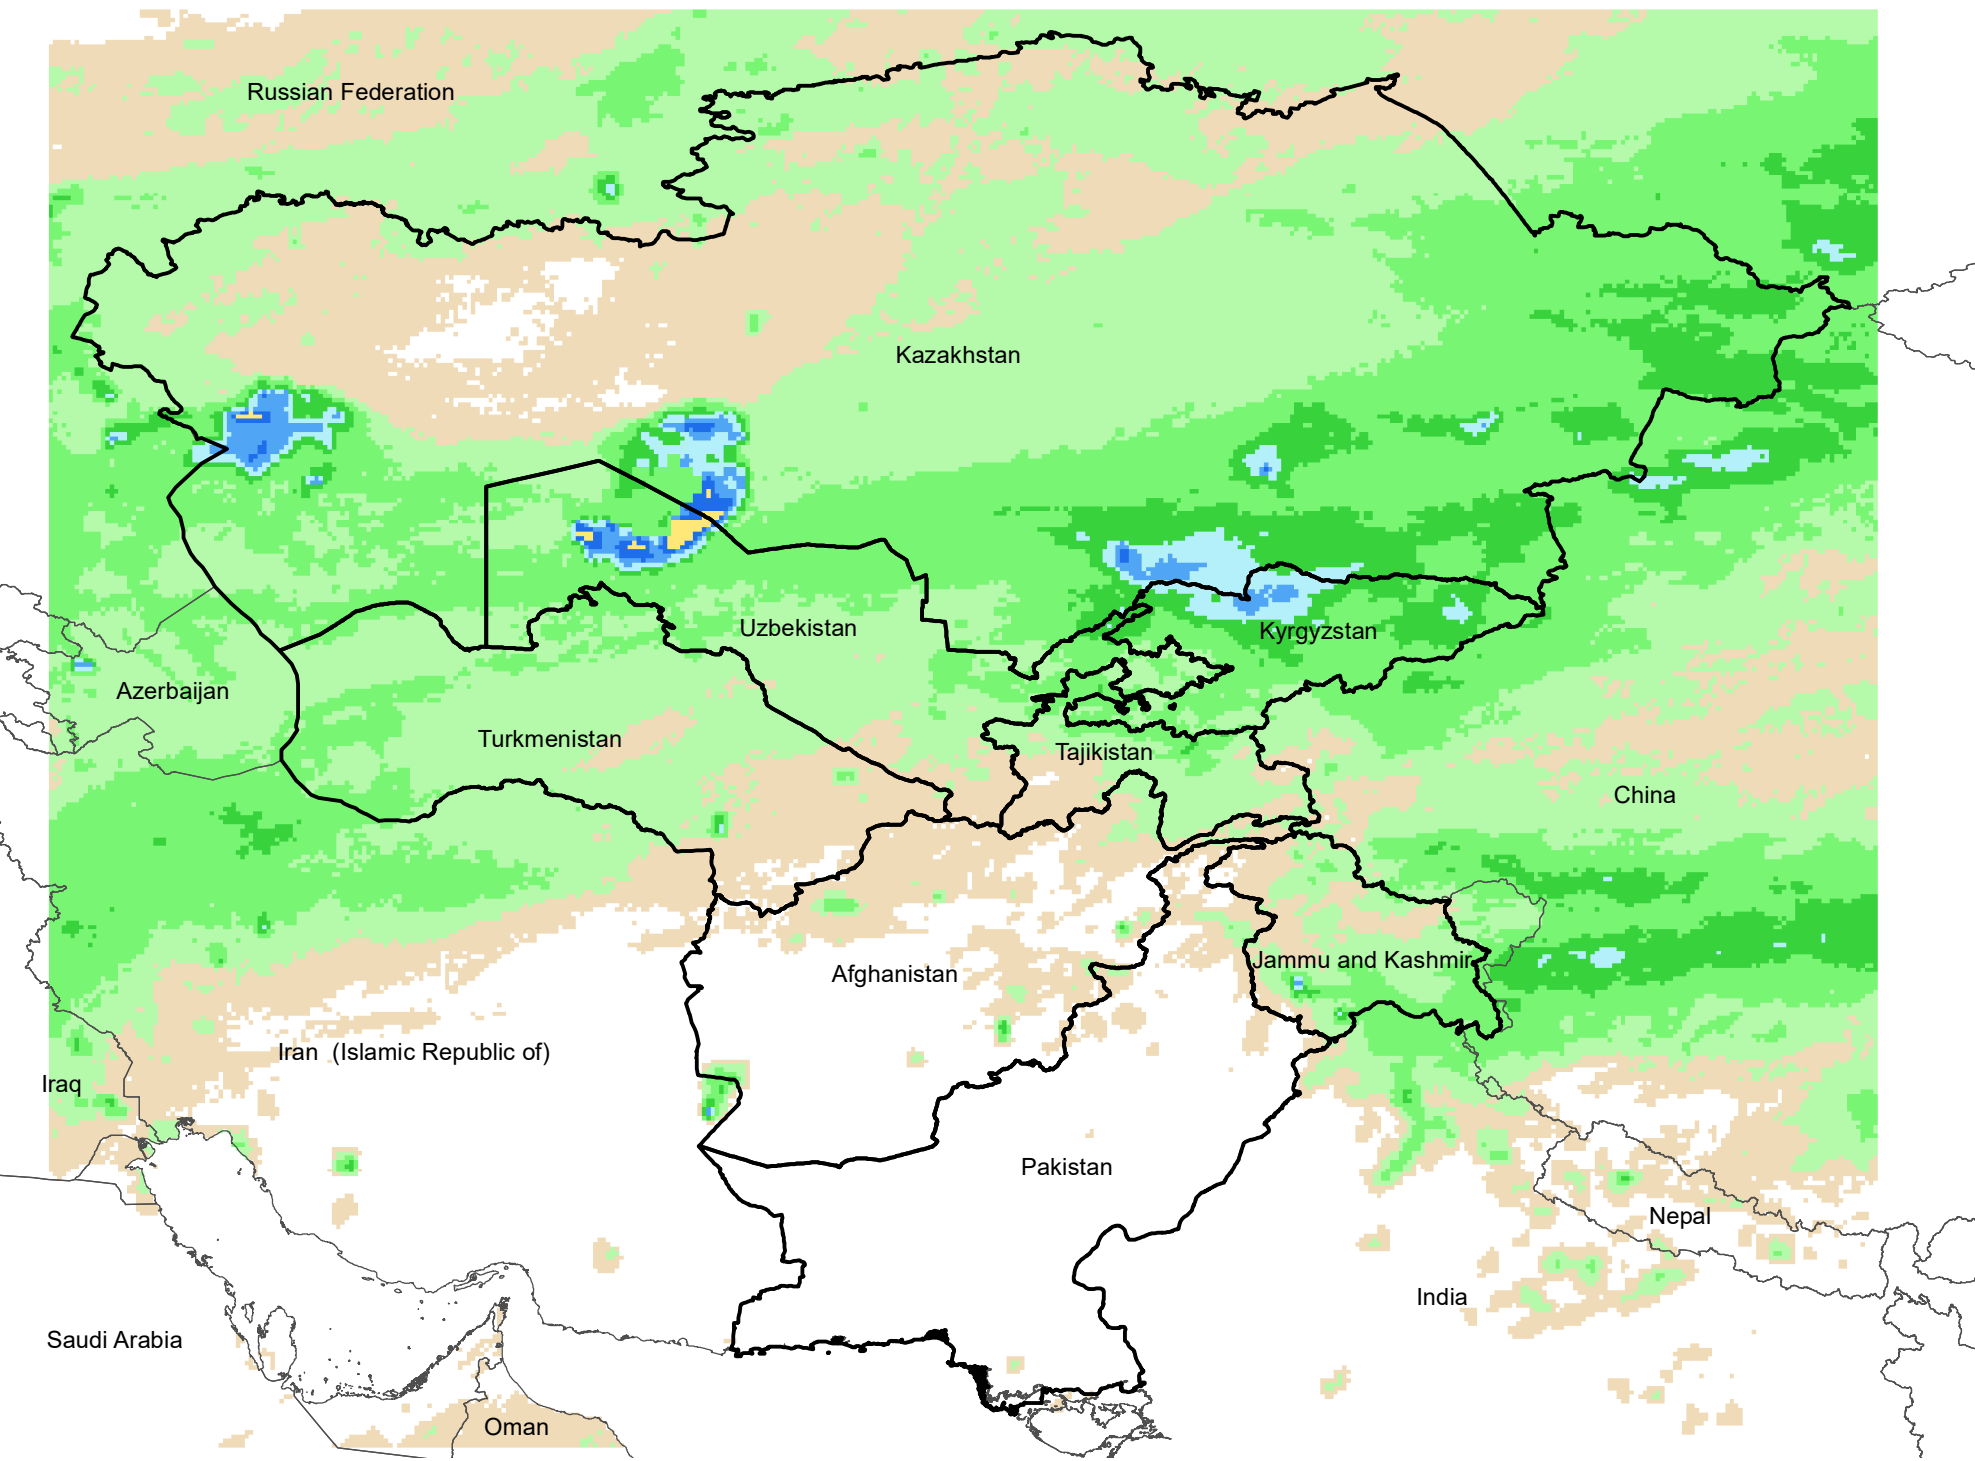 Russian Federation
Kazakhstan
Uzbekistan
Kyrgyzstan
Azerbaijan
Turkmenistan
Tajikistan
China
Jammu and Kashmir
Afghanistan
Iran  (Islamic Republic of)
Iraq
Pakistan
Nepal
India
Saudi Arabia
Oman